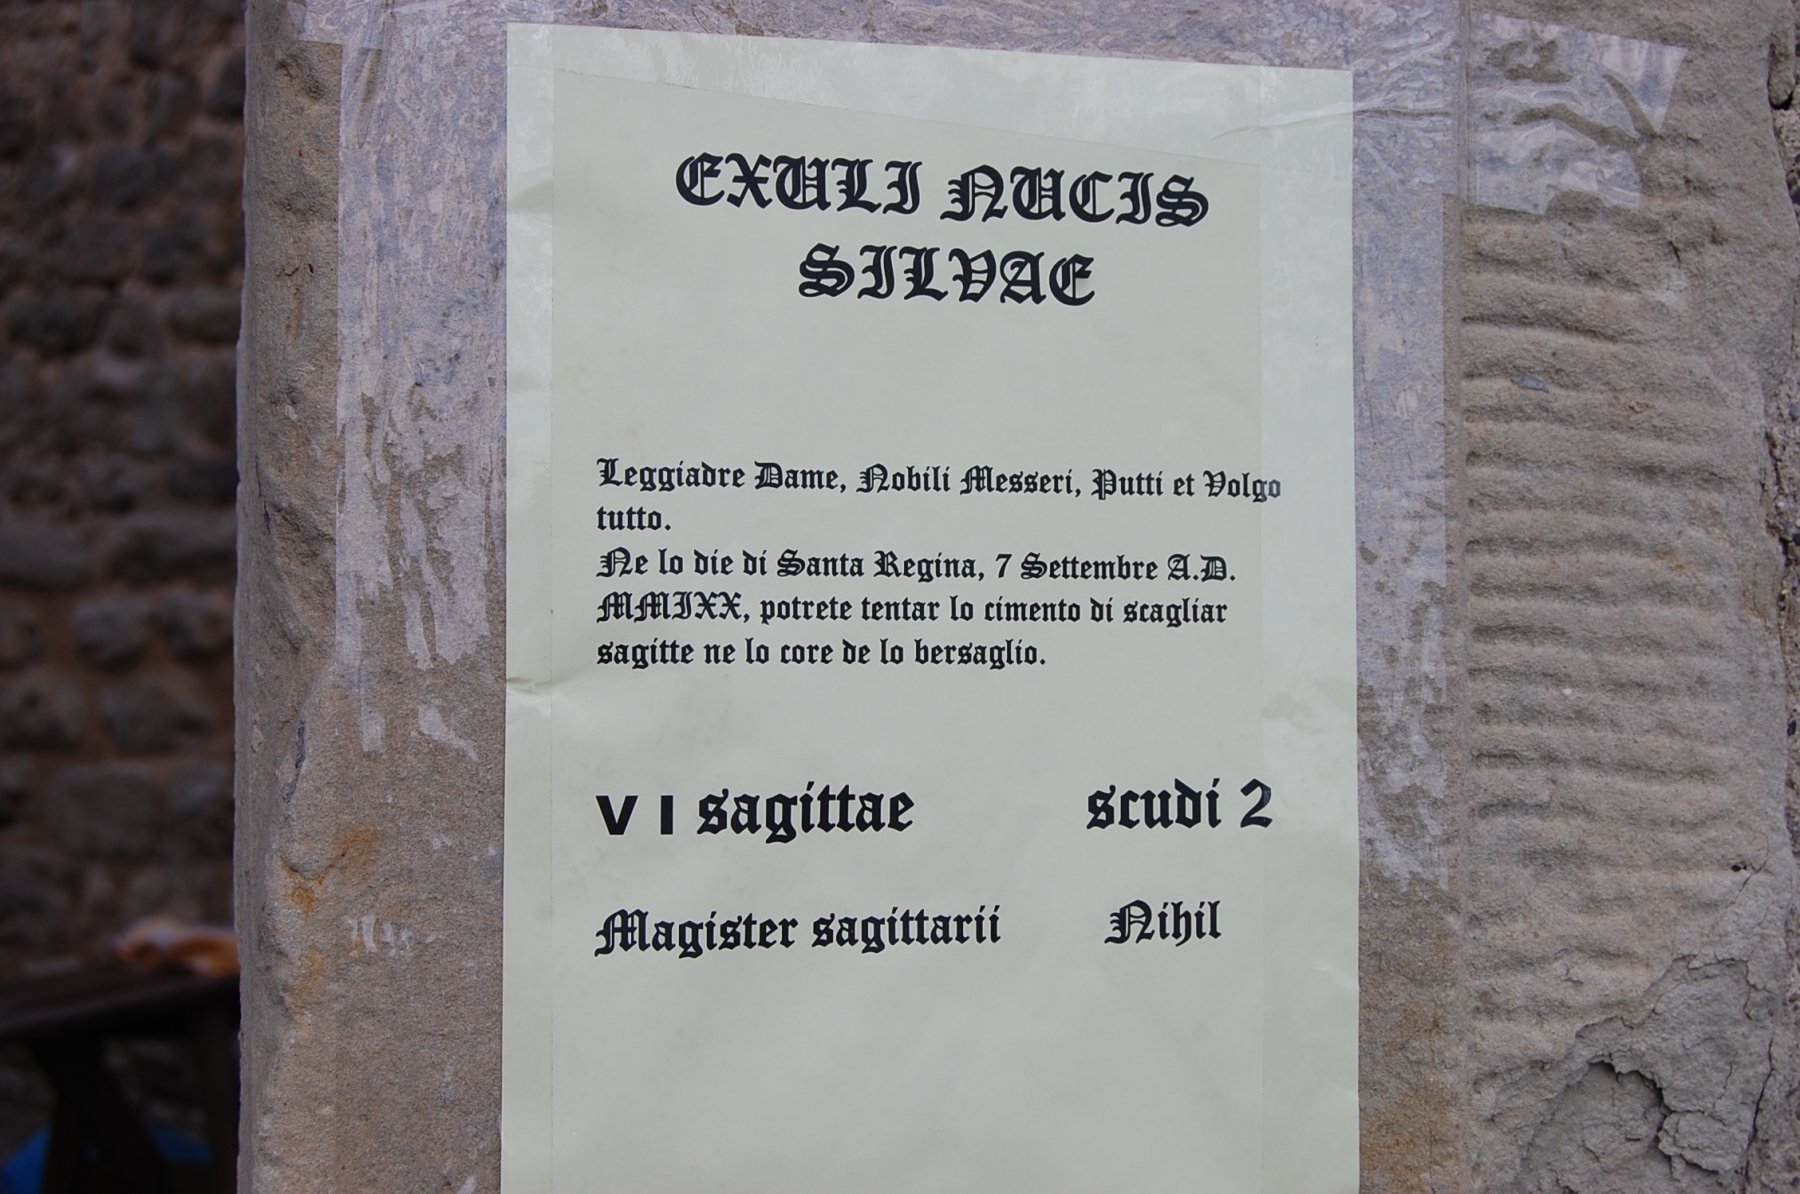 EXULI NUCIS
SILVAE
Leggiadre Dame, Nobili Messeri, Putti et Volgo
tutto.
Ne lo die di Santa Regina, 7 Settembre A.D.
MMIXX, potrete tentar lo cimento di scagliar
sagitte ne lo core de lo bersaglio.
V I sagittae scudi 2
Magister sagittarii Nihil